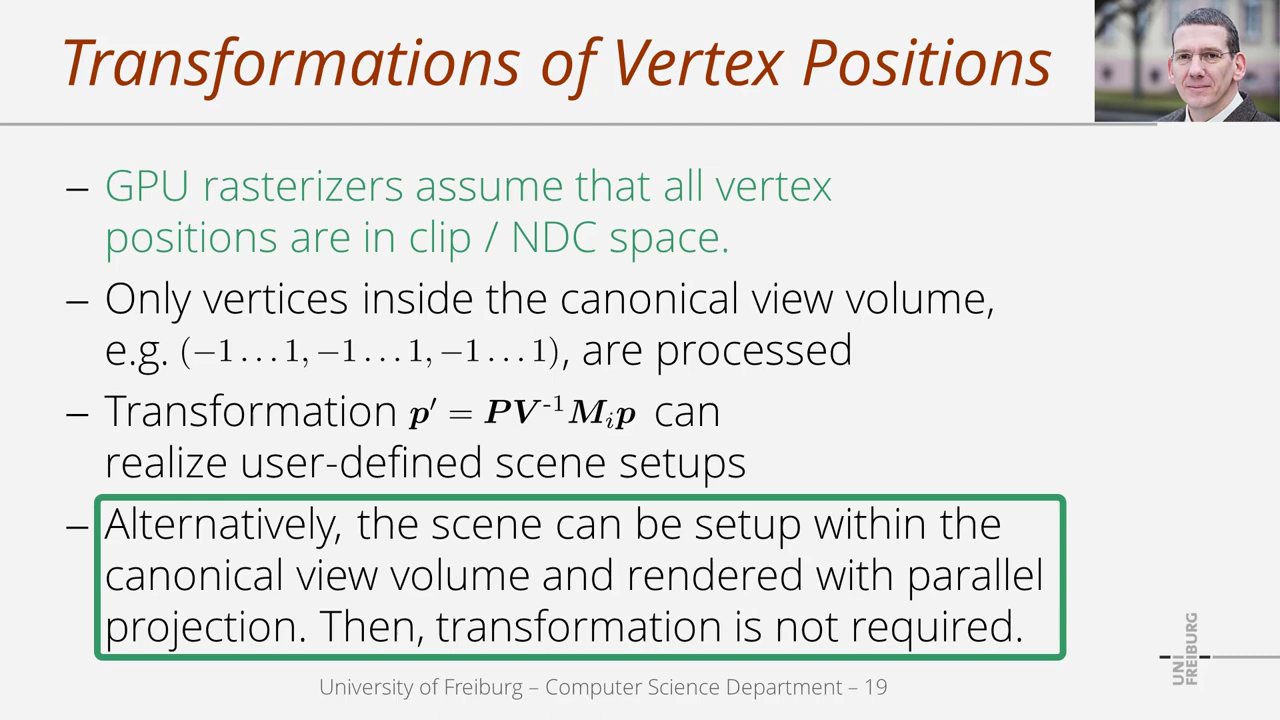 Transformations of Vertex Positions
– GPU rasterizers assume that all vertex
positions are in clip / NDC space.
– Only vertices inside the canonical view volume,
e.g. (−1 . . . 1, −1 . . . 1, −1 . . . 1), are processed
– Transformation p′ = PV⁻¹Mᵢp can
realize user-defined scene setups
– Alternatively, the scene can be setup within the
canonical view volume and rendered with parallel
projection. Then, transformation is not required.
University of Freiburg – Computer Science Department – 19
UNI
FREIBURG